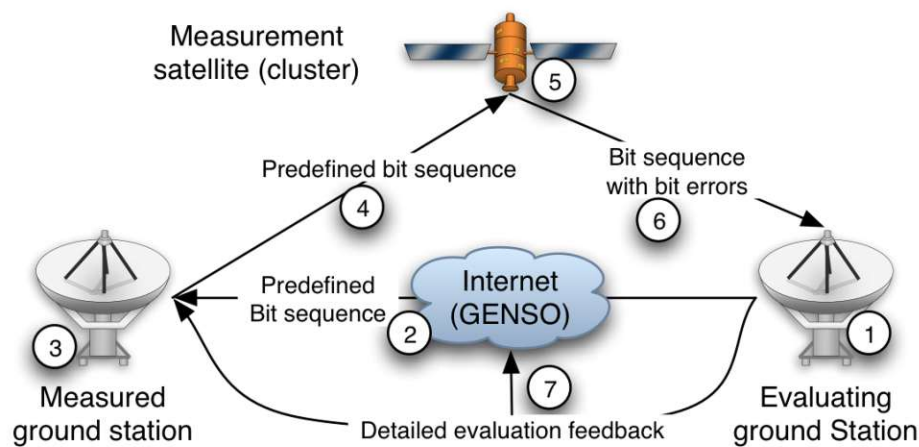 Measurement
satellite (cluster)
5
Predefined bit sequence
4
Bit sequence
with bit errors
6
Predefined
Bit sequence
2
Internet
(GENSO)
3
1
7
Measured
ground station
Detailed evaluation feedback
Evaluating
ground Station